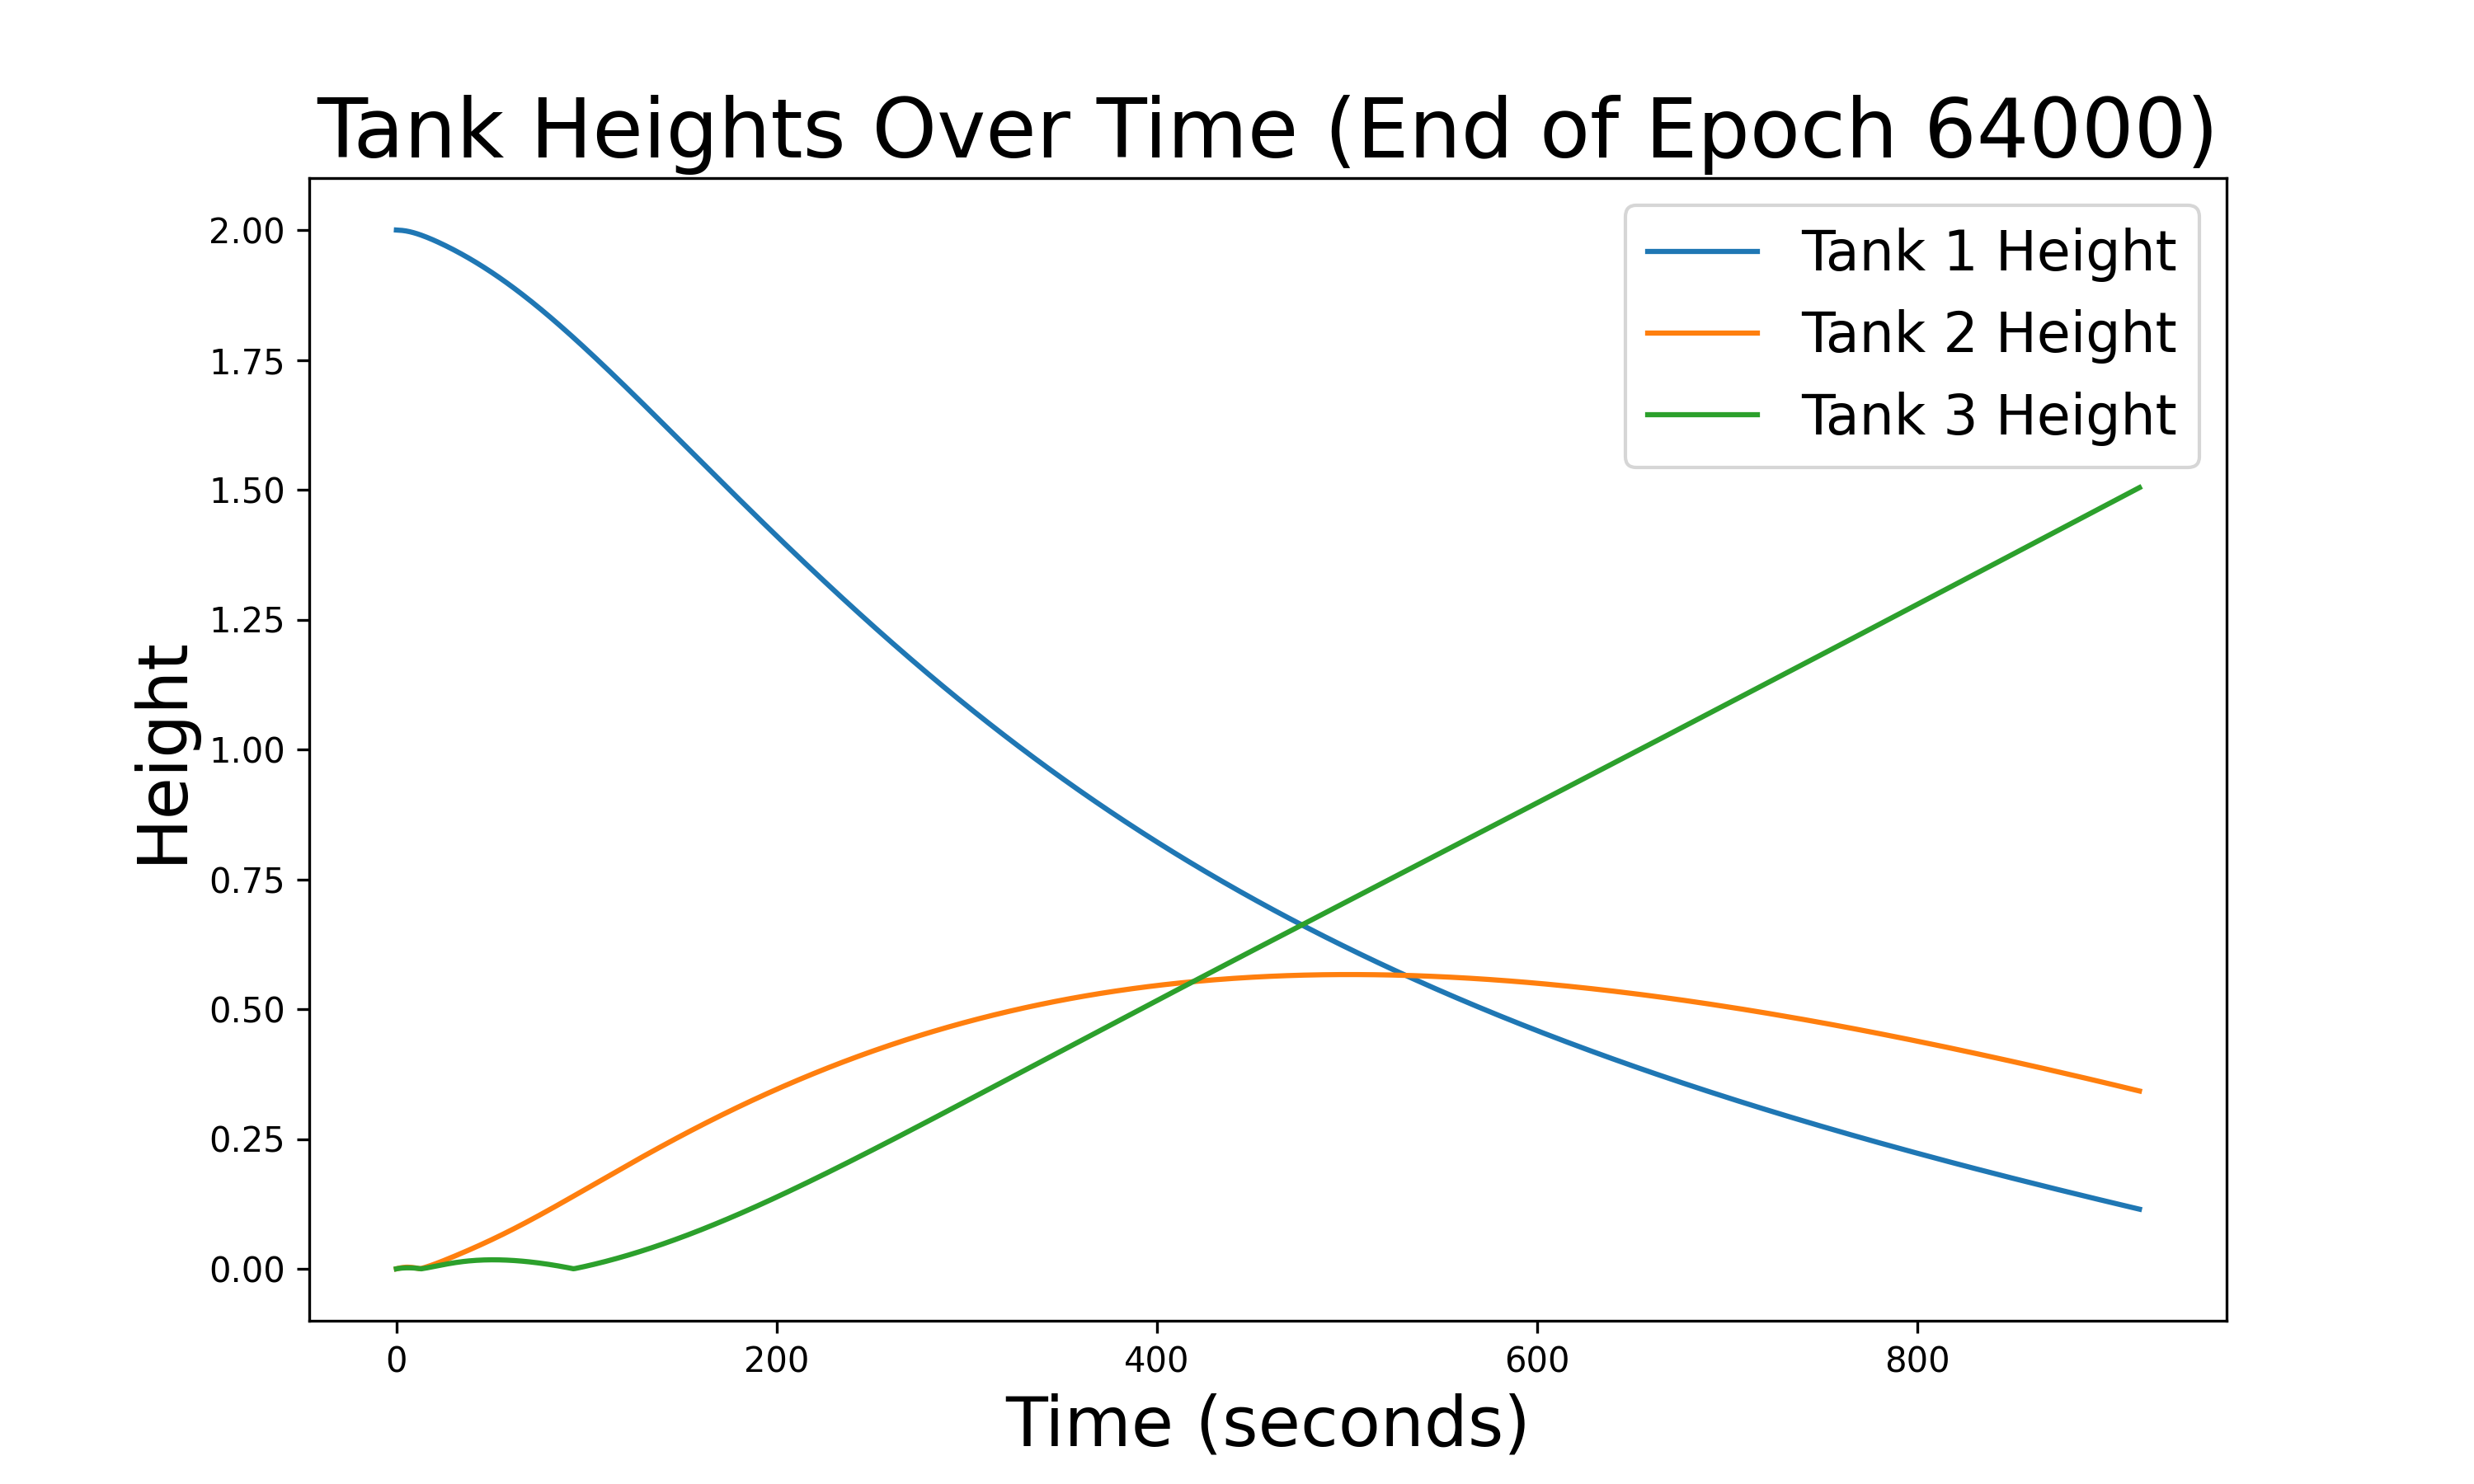 Tank Heights Over Time (End of Epoch 64000)
Tank 1 Height
Tank 2 Height
Tank 3 Height
Height
2.00
1.75
1.50
1.25
1.00
0.75
0.50
0.25
0.00
0 200 400 600 800
Time (seconds)